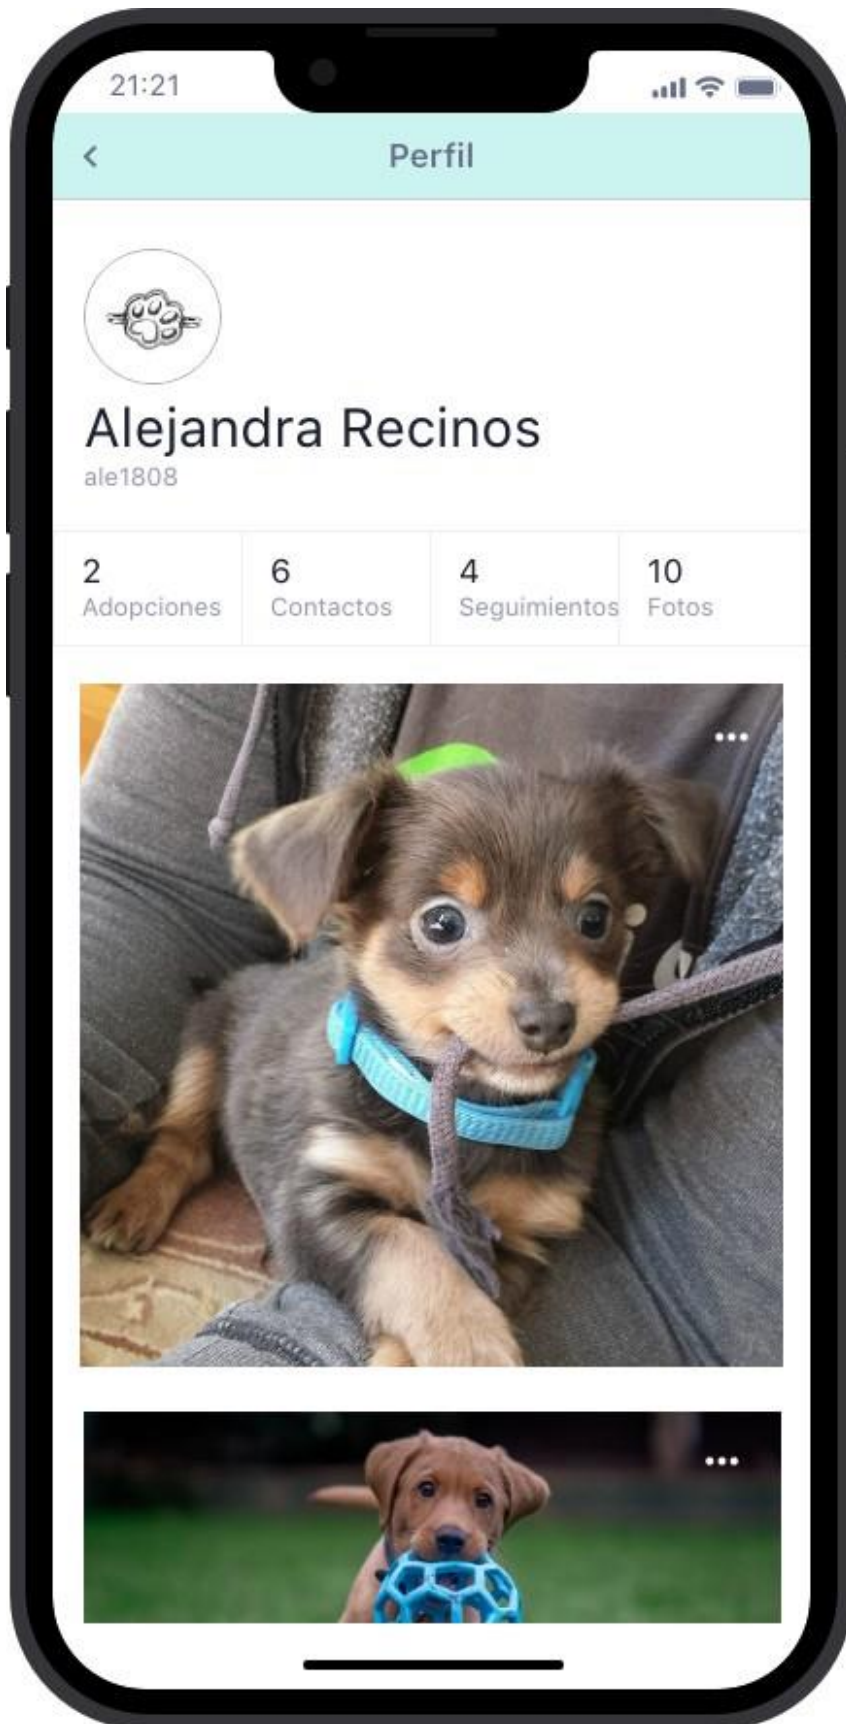 21:21
Perfil
Alejandra Recinos
ale1808
2
Adopciones
6
Contactos
4
Seguimientos
10
Fotos